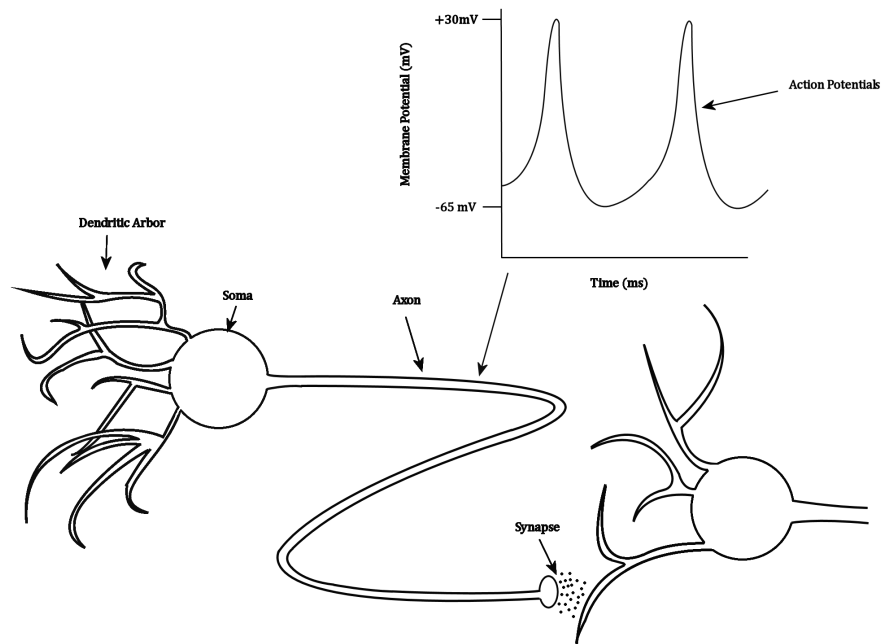 +30mV
Membrane Potential (mV)
Action Potentials
-65 mV
Time (ms)
Dendritic Arbor
Soma
Axon
Synapse